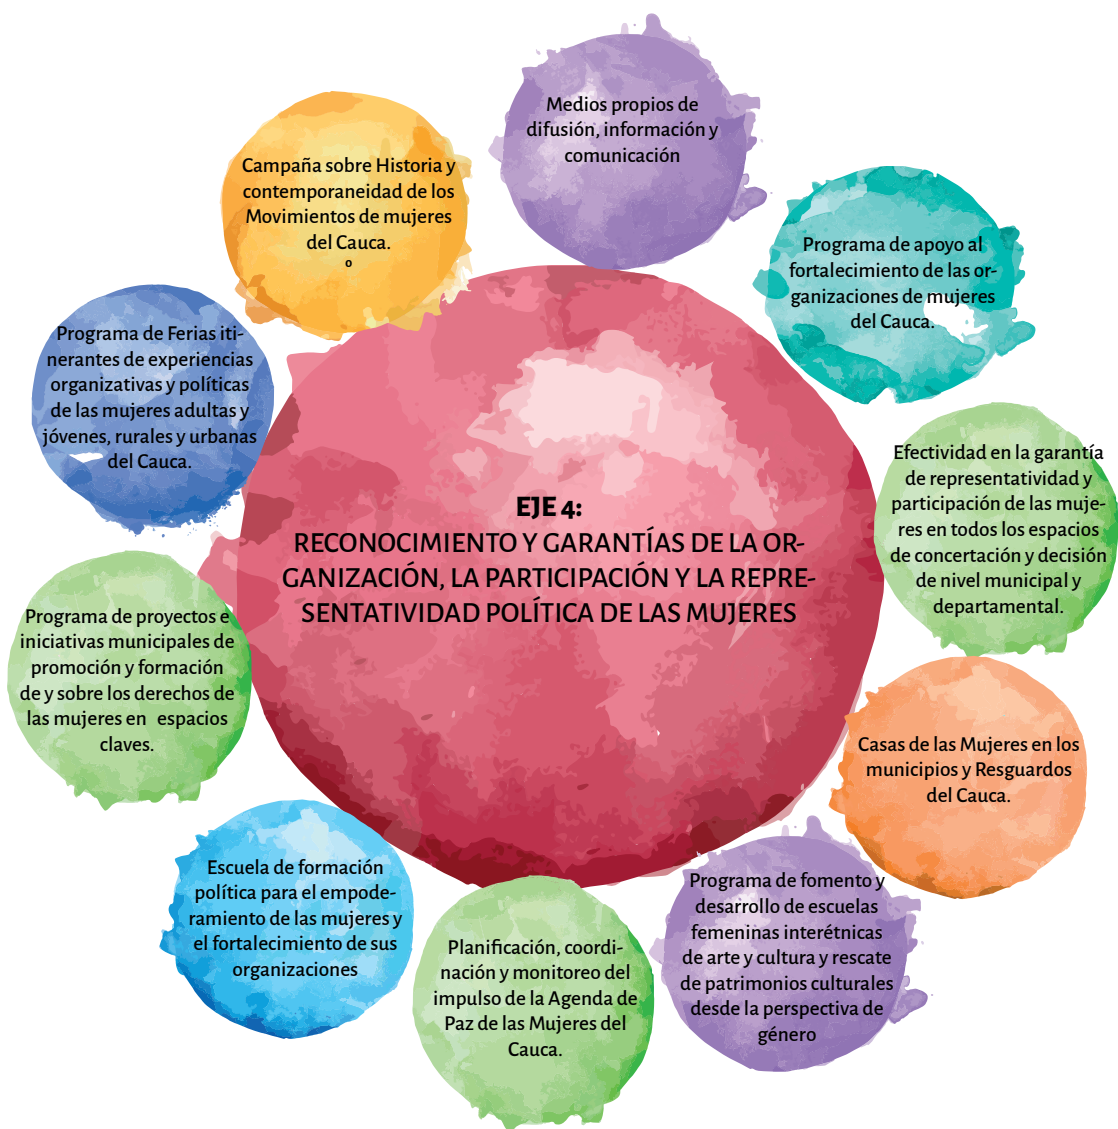 Medios propios de
difusión, información y
comunicación
Campaña sobre Historia y
contemporaneidad de los
Movimientos de mujeres
del Cauca.
o
Programa de apoyo al
fortalecimiento de las or-
ganizaciones de mujeres
del Cauca.
Programa de Ferias iti-
nerantes de experiencias
organizativas y políticas
de las mujeres adultas y
jóvenes, rurales y urbanas
del Cauca.
Efectividad en la garantía
de representatividad y
participación de las muje-
res en todos los espacios
de concertación y decisión
de nivel municipal y
departamental.
EJE 4:
RECONOCIMIENTO Y GARANTÍAS DE LA OR-
GANIZACIÓN, LA PARTICIPACIÓN Y LA REPRE-
SENTATIVIDAD POLÍTICA DE LAS MUJERES
Programa de proyectos e
iniciativas municipales de
promoción y formación
de y sobre los derechos de
las mujeres en espacios
claves.
Casas de las Mujeres en los
municipios y Resguardos
del Cauca.
Escuela de formación
política para el empode-
ramiento de las mujeres y
el fortalecimiento de sus
organizaciones
Programa de fomento y
desarrollo de escuelas
femeninas interétnicas
de arte y cultura y rescate
de patrimonios culturales
desde la perspectiva de
género
Planificación, coordi-
nación y monitoreo del
impulso de la Agenda de
Paz de las Mujeres del
Cauca.